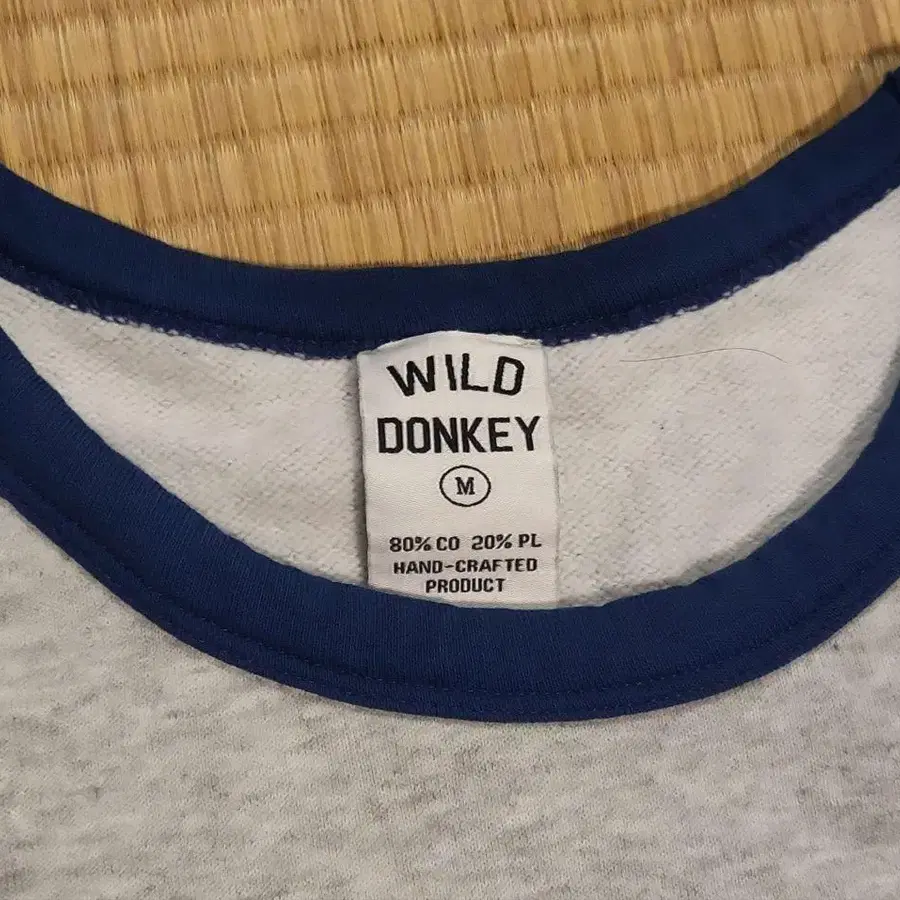 WILD
DONKEY
M
80% CO 20% PL
HAND-CRAFTED
PRODUCT